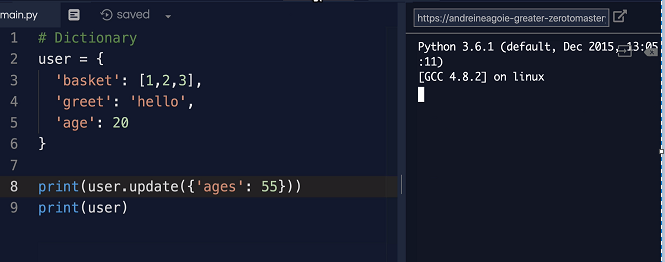 main.py
saved
https://andreineagoie-greater-zerotomaster
1 # Dictionary
2 user = {
3 'basket': [1,2,3],
4 'greet': 'hello',
5 'age': 20
6 }
7
8 print(user.update({'ages': 55}))
9 print(user)
Python 3.6.1 (default, Dec 2015, 13:05
:11)
[GCC 4.8.2] on linux